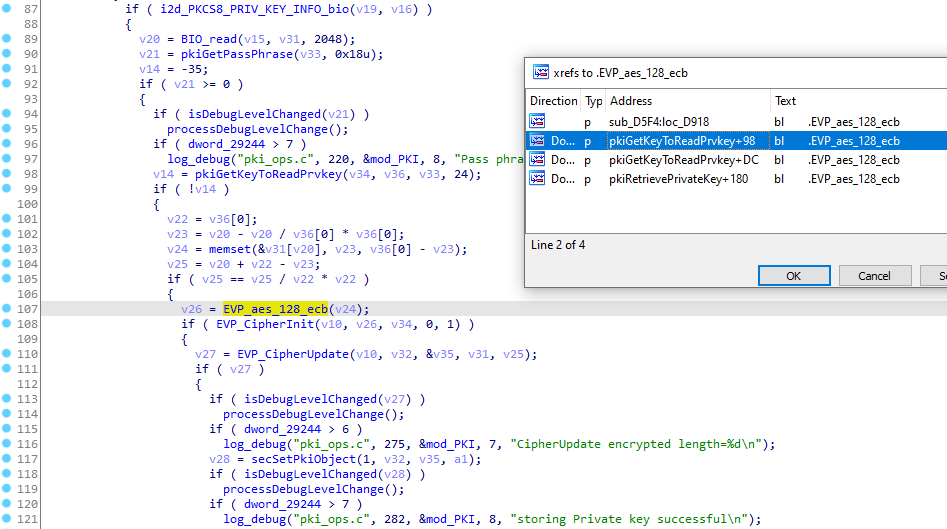 87 if ( i2d_PKCS8_PRIV_KEY_INFO_bio(v19, v16) )
88 {
89 v20 = BIO_read(v15, v31, 2048);
90 v21 = pkiGetPassPhrase(v33, 0x18u);
91 v14 = -35;
92 if ( v21 >= 0 )
93 {
94 if ( isDebugLevelChanged(v21) )
95 processDebugLevelChange();
96 if ( dword_29244 > 7 )
97 log_debug("pki_ops.c", 220, &mod_PKI, 8, "Pass phra
98 v14 = pkiGetKeyToReadPrvkey(v34, v36, v33, 24);
99 if ( !v14 )
100 {
101 v22 = v36[0];
102 v23 = v20 - v20 / v36[0] * v36[0];
103 v24 = memset(&v31[v20], v23, v36[0] - v23);
104 v25 = v20 + v22 - v23;
105 if ( v25 == v25 / v22 * v22 )
106 {
107 v26 = EVP_aes_128_ecb(v24);
108 if ( EVP_CipherInit(v10, v26, v34, 0, 1) )
109 {
110 v27 = EVP_CipherUpdate(v10, v32, &v35, v31, v25);
111 if ( v27 )
112 {
113 if ( isDebugLevelChanged(v27) )
114 processDebugLevelChange();
115 if ( dword_29244 > 6 )
116 log_debug("pki_ops.c", 275, &mod_PKI, 7, "CipherUpdate encrypted length=%d\n");
117 v28 = secSetPkiObject(1, v32, v35, a1);
118 if ( isDebugLevelChanged(v28) )
119 processDebugLevelChange();
120 if ( dword_29244 > 7 )
121 log_debug("pki_ops.c", 282, &mod_PKI, 8, "storing Private key successful\n");
xrefs to .EVP_aes_128_ecb
Direction Typ Address Text
p sub_D5F4:loc_D918 bl .EVP_aes_128_ecb
Do... p pkiGetKeyToReadPrvkey+98 bl .EVP_aes_128_ecb
Do... p pkiGetKeyToReadPrvkey+DC bl .EVP_aes_128_ecb
Do... p pkiRetrievePrivateKey+180 bl .EVP_aes_128_ecb
Line 2 of 4
OK Cancel Se